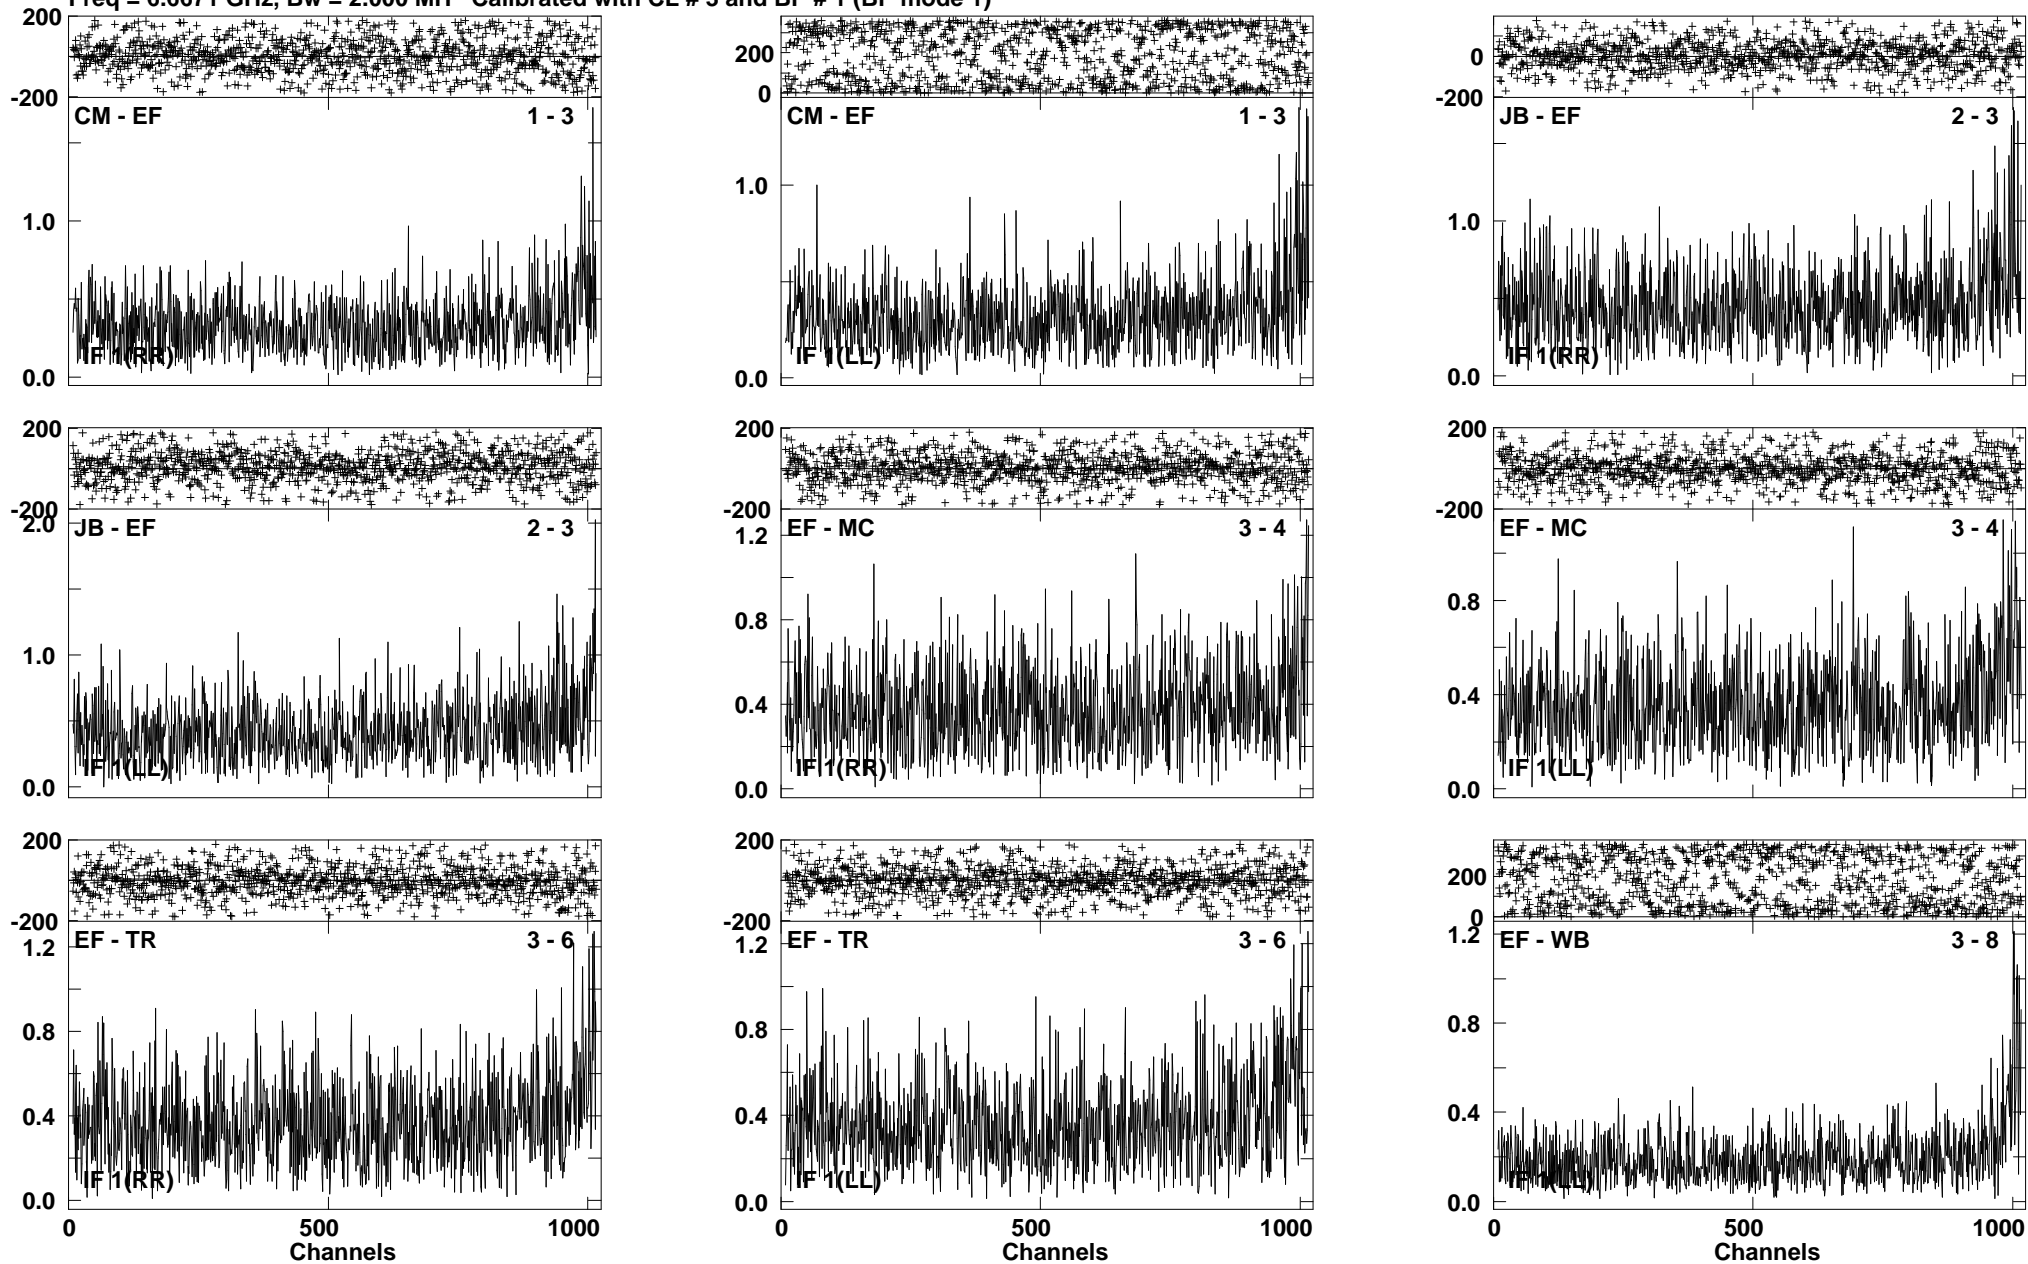 Freq = 6.6671 GHz, Bw = 2.000 MH Calibrated with CL # 3 and BP # 1 (BP mode 1)
200
-200
CM - EF 1 - 3
1.0
0.0
IF 1(RR)
200
0
CM - EF 1 - 3
1.0
0.0
IF 1(LL)
0
-200
JB - EF 2 - 3
1.0
0.0
IF 1(RR)
200
-200
2.0
JB - EF 2 - 3
1.0
0.0
IF 1(LL)
200
-200
EF - MC 3 - 4
1.2
0.8
0.4
0.0
IF 1(RR)
200
-200
EF - MC 3 - 4
0.8
0.4
0.0
IF 1(LL)
200
-200
EF - TR 3 - 6
1.2
0.8
0.4
0.0
IF 1(RR)
0 500 1000
Channels
200
-200
EF - TR 3 - 6
1.2
0.8
0.4
0.0
IF 1(LL)
0 500 1000
Channels
200
0
EF - WB 3 - 8
1.2
0.8
0.4
0.0
IF 1(LL)
0 500 1000
Channels